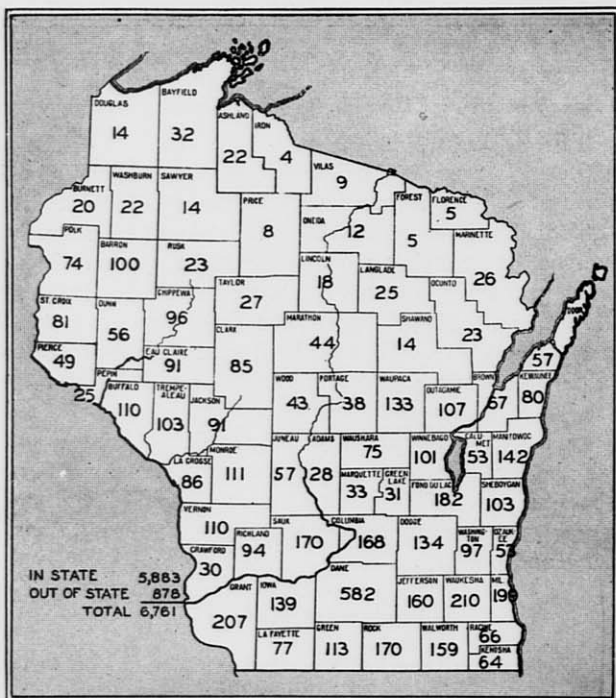 DOUGLAS
14
BAYFIELD
32
ASHLAND
22
IRON
4
VILAS
9
BURNETT
20
WASHBURN
22
SAWYER
14
PRICE
8
ONEIDA
12
FOREST
5
FLORENCE
5
MARINETTE
26
POLK
74
BARRON
100
RUSK
23
LINCOLN
18
LANGLADE
25
OCONTO
23
ST. CROIX
81
DUNN
56
CHIPPEWA
96
TAYLOR
27
CLARK
85
MARATHON
44
SHAWANO
14
DOOR
57
PIERCE
49
PEPIN
25
EAU CLAIRE
91
BUFFALO
110
TREMPE-
ALEAU
103
JACKSON
91
WOOD
43
PORTAGE
38
WAUPACA
133
OUTAGAMIE
107
BROWN
67
KEWAUNEE
80
LA CROSSE
86
MONROE
111
JUNEAU
57
ADAMS
28
WAUSHARA
75
MARQUETTE
33
GREEN
LAKE
31
WINNEBAGO
101
CALU-
MET
53
MANITOWOC
142
FOND DU LAC
182
SHEBOYGAN
103
VERNON
110
CRAWFORD
30
RICHLAND
94
SAUK
170
COLUMBIA
168
DODGE
134
WASHING-
TON
97
OZAUK-
EE
GRANT
207
IOWA
139
DANE
582
JEFFERSON
160
WAUKESHA
210
MIL.
LA FAYETTE
77
GREEN
113
ROCK
170
WALWORTH
159
RACINE
66
KENOSHA
64
IN STATE 5,883
OUT OF STATE 878
TOTAL 6,761